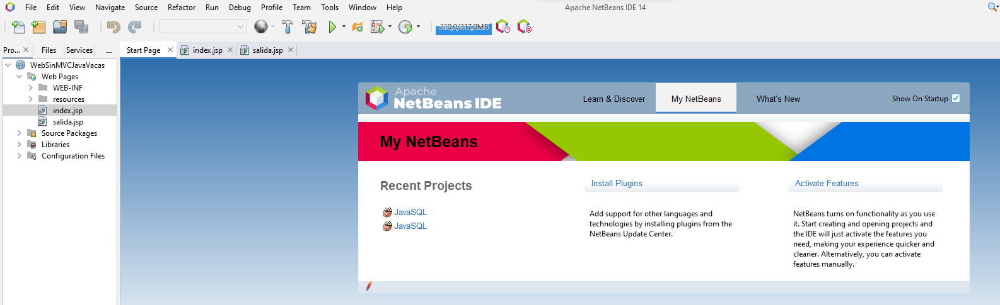 File Edit View Navigate Source Refactor Run Debug Profile Team Tools Window Help Apache NetBeans IDE 14
210,0/317,0MB
Pro... Files Services Start Page index.jsp salida.jsp
WebSinMVCJavaVacas
Web Pages
WEB-INF
resources
index.jsp
salida.jsp
Source Packages
Libraries
Configuration Files
Apache
NetBeans IDE
Learn & Discover My NetBeans What's New Show On Startup
My NetBeans
Recent Projects
JavaSQL
JavaSQL
Install Plugins
Add support for other languages and
technologies by installing plugins from the
NetBeans Update Center.
Activate Features
NetBeans turns on functionality as you use
it. Start creating and opening projects and
the IDE will just activate the features you
need, making your experience quicker and
cleaner. Alternatively, you can activate
features manually.